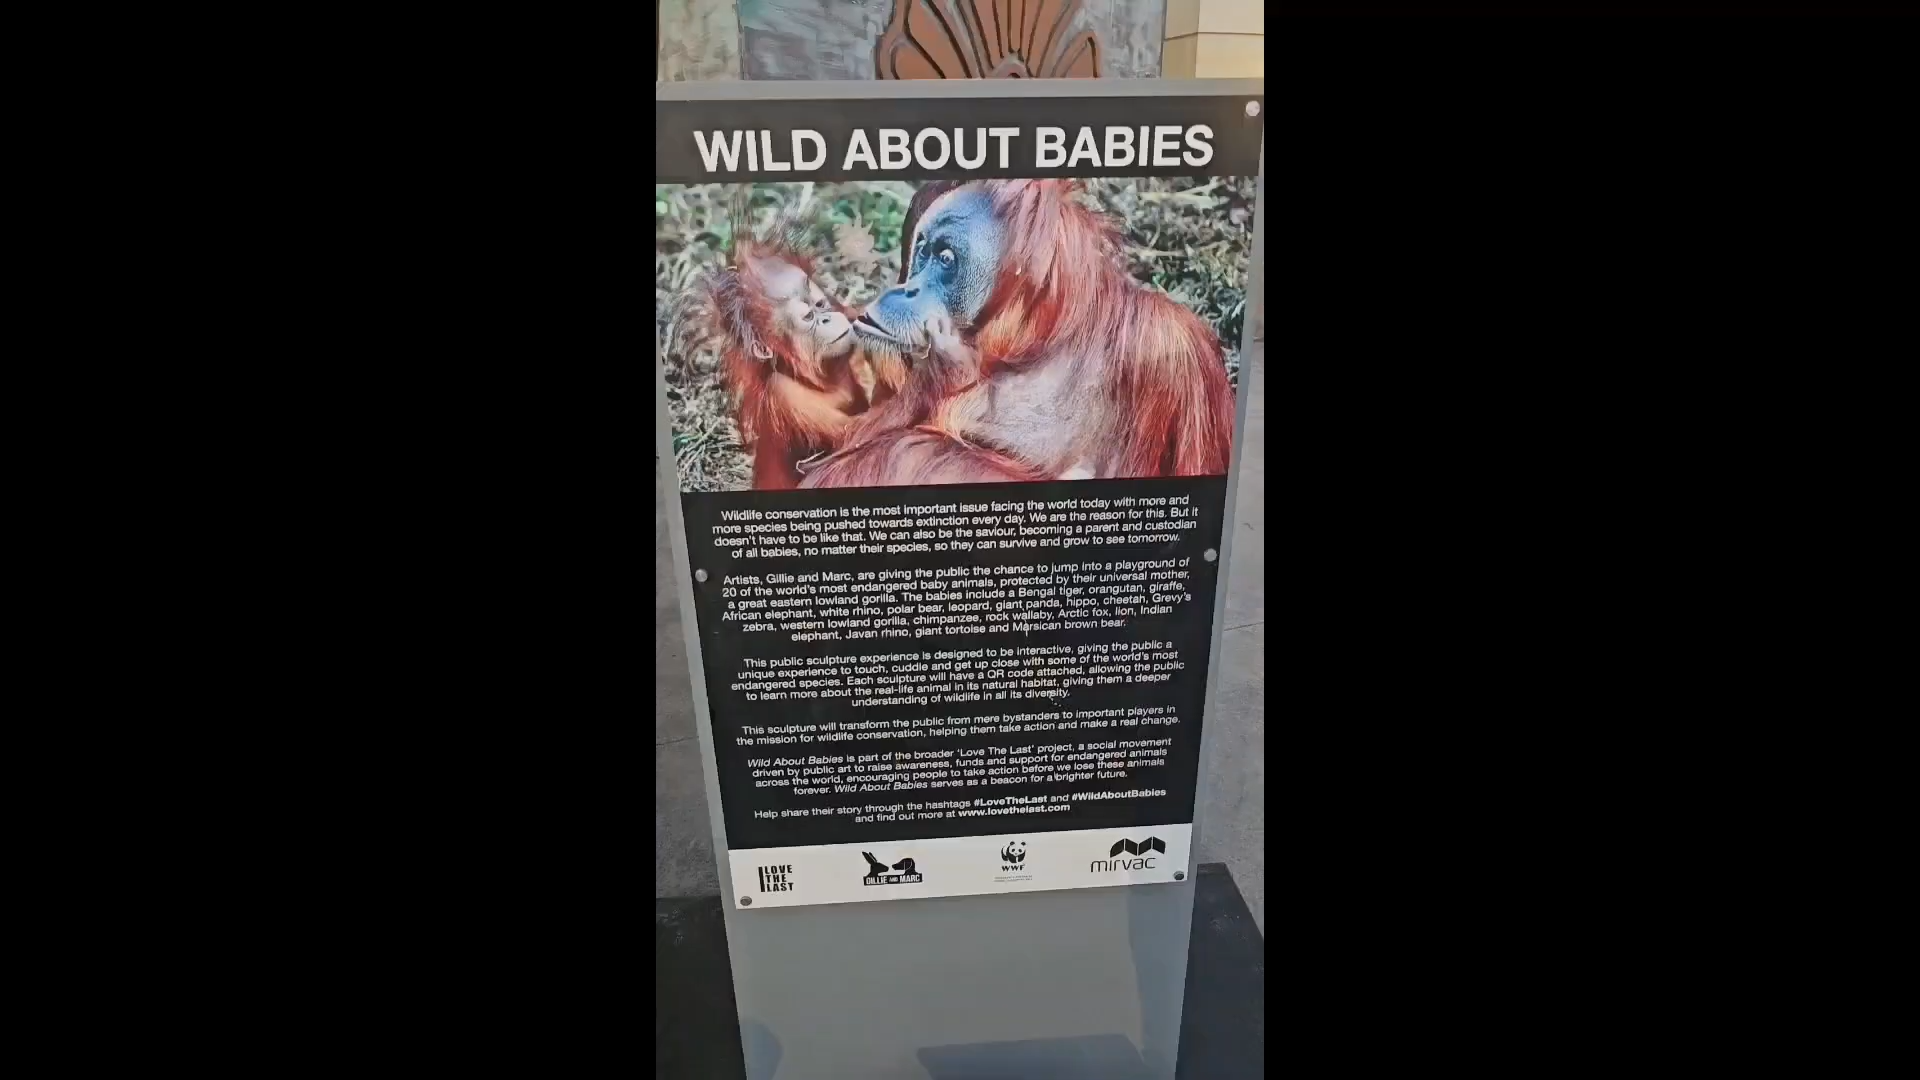 WILD ABOUT BABIES
Wildlife conservation is the most important issue facing the world today with more and
more species being pushed towards extinction every day. We are the reason for this. But it
doesn't have to be like that. We can also be the saviour, becoming a parent and custodian
of all babies, no matter their species, so they can survive and grow to see tomorrow.
Artists, Gillie and Marc, are giving the public the chance to jump into a playground of
20 of the world's most endangered baby animals, protected by their universal mother,
a great eastern lowland gorilla. The babies include a Bengal tiger, orangutan, giraffe,
African elephant, white rhino, polar bear, leopard, giant panda, hippo, cheetah, Grevy's
zebra, western lowland gorilla, chimpanzee, rock wallaby, Arctic fox, lion, Indian
elephant, Javan rhino, giant tortoise and Marsican brown bear.
This public sculpture experience is designed to be interactive, giving the public a
unique experience to touch, cuddle and get up close with some of the world's most
endangered species. Each sculpture will have a QR code attached, allowing the public
to learn more about the real-life animal in its natural habitat, giving them a deeper
understanding of wildlife in all its diversity.
This sculpture will transform the public from mere bystanders to important players in
the mission for wildlife conservation, helping them take action and make a real change.
Wild About Babies is part of the broader 'Love The Last' project, a social movement
driven by public art to raise awareness, funds and support for endangered animals
across the world, encouraging people to take action before we lose these animals
forever. Wild About Babies serves as a beacon for a brighter future.
Help share their story through the hashtags #LoveTheLast and #WildAboutBabies
and find out more at www.lovethelast.com
LOVE
THE
LAST
GILLIE AND MARC
WWF
mirvac